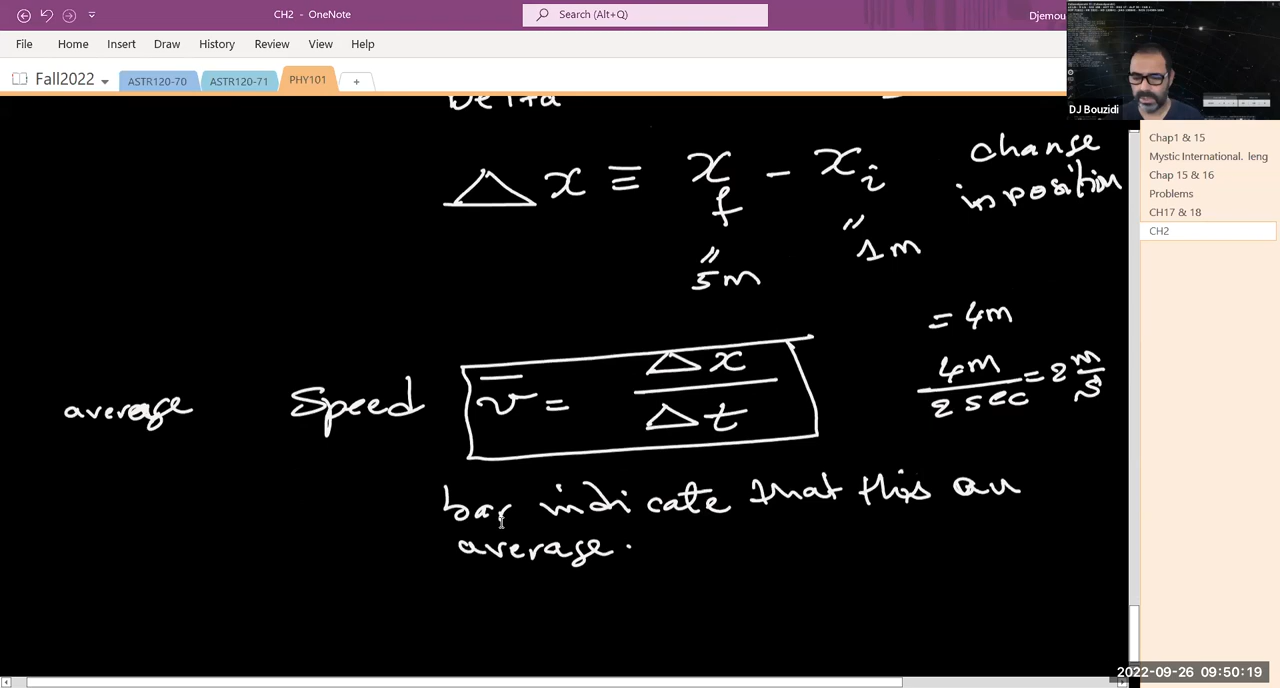 CH2 - OneNote
Search (Alt+Q)
Djemou
File Home Insert Draw History Review View Help
Fall2022 ASTR120-70 ASTR120-71 PHY101 +
DJ Bouzidi
Chap1 & 15
Mystic International. leng
Chap 15 & 16
Problems
CH17 & 18
CH2
Delta
Δx ≡ x_f - x_i
change
in position
"
5m
"
1m
= 4m
4m/2 sec = 2 m/s
average Speed v̄ = Δx/Δt
bar indicate that this an
average.
2022-09-26 09:50:19